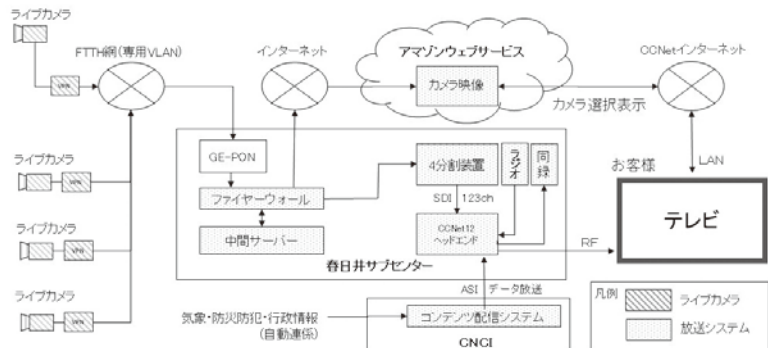 ライブカメラ
FTTH網(専用VLAN)
インターネット
アマゾンウェブサービス
CCNetインターネット
カメラ映像
カメラ選択表示
VPN
GE-PON
4分割装置
ラジオ
同録
お客様
LAN
ライブカメラ
VPN
ファイヤーウォール
SDI 123ch
テレビ
ライブカメラ
VPN
中間サーバー
CCNet12
ヘッドエンド
RF
春日井サブセンター
ライブカメラ
VPN
ASI データ放送
凡例
ライブカメラ
放送システム
気象・防災防犯・行政情報
(自動連係)
コンテンツ配信システム
CNCI